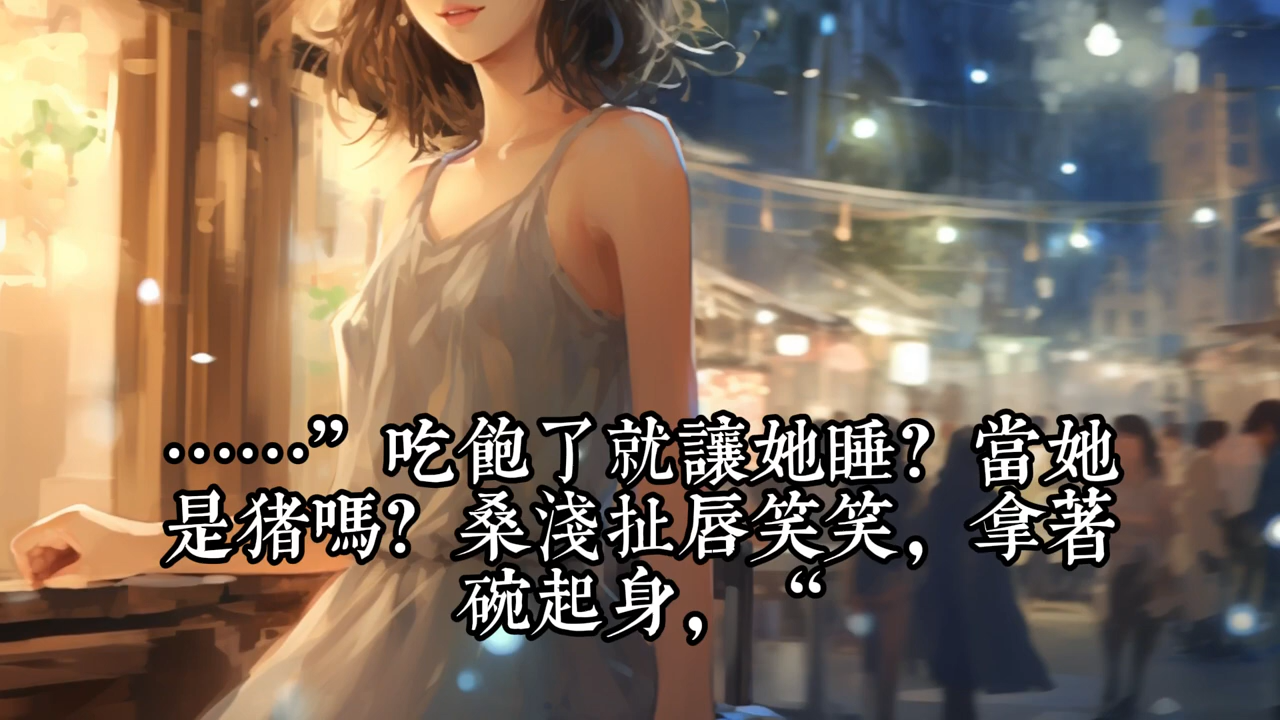 ……”吃飽了就讓她睡？當她
是猪嗎？桑淺扯唇笑笑，拿著
碗起身，“